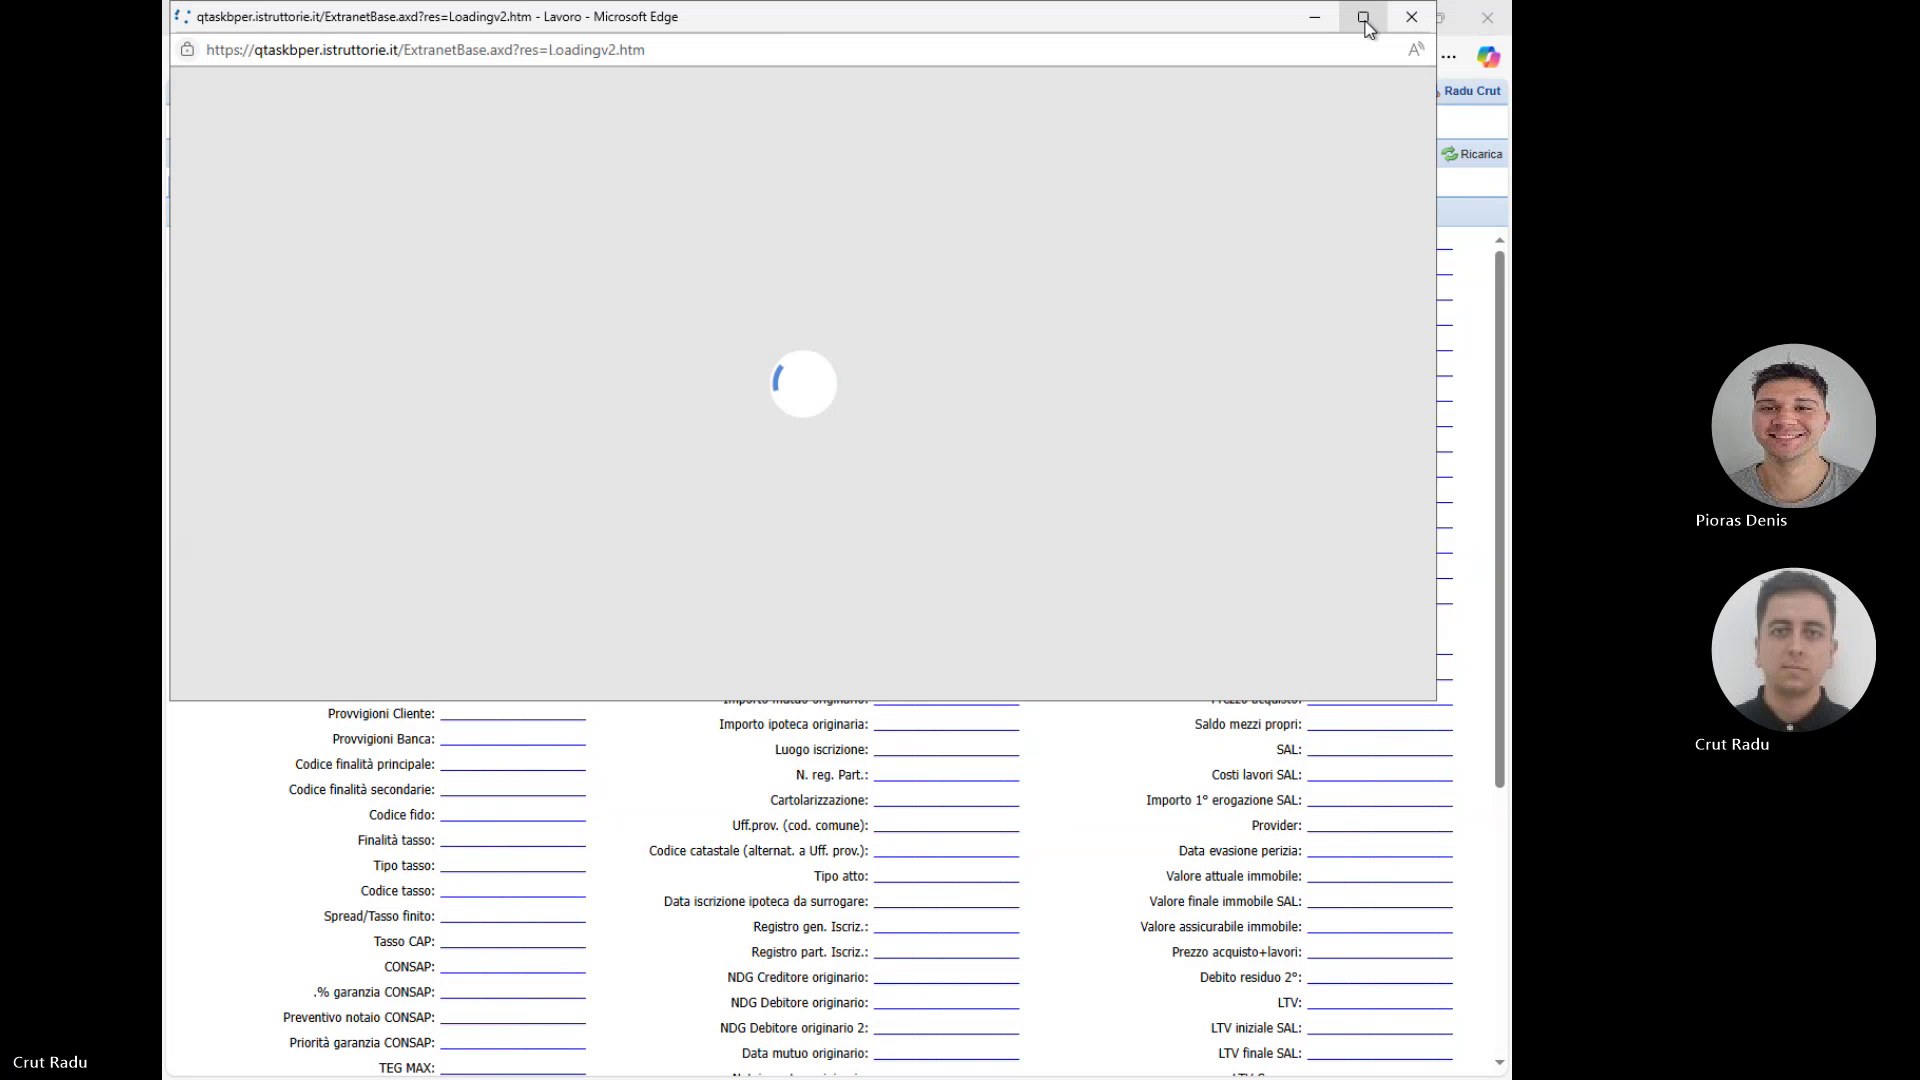 qtaskbper.istruttorie.it/ExtranetBase.axd?res=Loadingv2.htm - Lavoro - Microsoft Edge
https://qtaskbper.istruttorie.it/ExtranetBase.axd?res=Loadingv2.htm
Radu Crut
Ricarica
Importo mutuo originario:
Prezzo acquisto:
Provvigioni Cliente:
Importo ipoteca originaria:
Saldo mezzi propri:
Provvigioni Banca:
Luogo iscrizione:
SAL:
Codice finalità principale:
N. reg. Part.:
Costi lavori SAL:
Codice finalità secondarie:
Cartolarizzazione:
Importo 1° erogazione SAL:
Codice fido:
Uff.prov. (cod. comune):
Provider:
Finalità tasso:
Codice catastale (alternat. a Uff. prov.):
Data evasione perizia:
Tipo tasso:
Tipo atto:
Valore attuale immobile:
Codice tasso:
Data iscrizione ipoteca da surrogare:
Valore finale immobile SAL:
Spread/Tasso finito:
Registro gen. Iscriz.:
Valore assicurabile immobile:
Tasso CAP:
Registro part. Iscriz.:
Prezzo acquisto+lavori:
CONSAP:
NDG Creditore originario:
Debito residuo 2°:
.% garanzia CONSAP:
NDG Debitore originario:
LTV:
Preventivo notaio CONSAP:
NDG Debitore originario 2:
LTV iniziale SAL:
Priorità garanzia CONSAP:
Data mutuo originario:
LTV finale SAL:
TEG MAX:
Pioras Denis
Crut Radu
Crut Radu